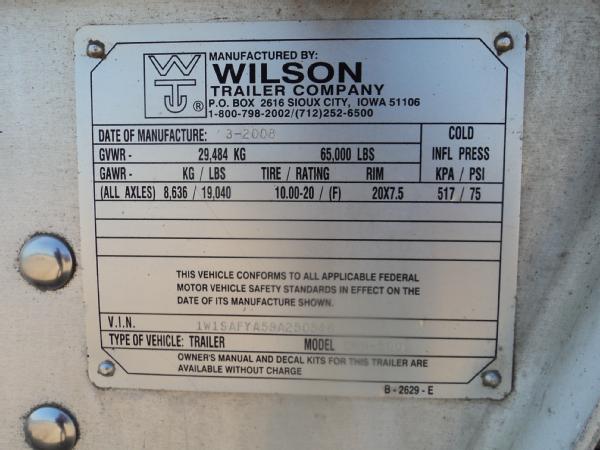 MANUFACTURED BY:
WT ®
WILSON
TRAILER COMPANY
P.O. BOX 2616 SIOUX CITY, IOWA 51106
1-800-798-2002/(712)252-6500
DATE OF MANUFACTURE: 3-2008 COLD
GVWR - 29,484 KG 65,000 LBS INFL PRESS
GAWR - KG / LBS TIRE / RATING RIM KPA / PSI
(ALL AXLES) 8,636 / 19,040 10.00-20 / (F) 20X7.5 517 / 75
THIS VEHICLE CONFORMS TO ALL APPLICABLE FEDERAL
MOTOR VEHICLE SAFETY STANDARDS IN EFFECT ON THE
DATE OF ITS MANUFACTURE SHOWN.
V.I.N.
TYPE OF VEHICLE: TRAILER MODEL
OWNER'S MANUAL AND DECAL KITS FOR THIS TRAILER ARE
AVAILABLE WITHOUT CHARGE
B - 2629 - E